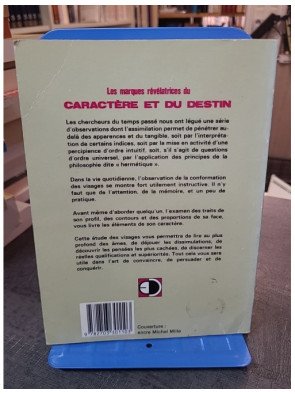 Les marques révélatrices du
CARACTÈRE ET DU DESTIN
Les chercheurs du temps passé nous ont légué une série
d'observations dont l'assimilation permet de pénétrer au-
delà des apparences et du tangible, soit par l'interpréta-
tion de certains indices, soit par la mise en activité d'une
percipience d'ordre intuitif, soit, s'il s'agit de questions
d'ordre universel, par l'application des principes de la
philosophie dite « hermétique ».
Dans la vie quotidienne, l'observation de la conformation
des visages se montre fort utilement instructive. Il n'y
faut que de l'attention, de la mémoire, et un peu de
pratique.
Avant même d'aborder quelqu'un, l'examen des traits de
son profil, des contours et des proportions de sa face,
vous livre les éléments de son caractère.
Cette étude des visages vous permettra de lire au plus
profond des âmes, de déjouer les dissimulations, de
découvrir les pensées les plus cachées, de discerner les
réelles qualifications et supériorités. Tout cela vous sera
utile dans l'art de convaincre, de persuader et de
conquérir.
Couverture :
Michel Mille